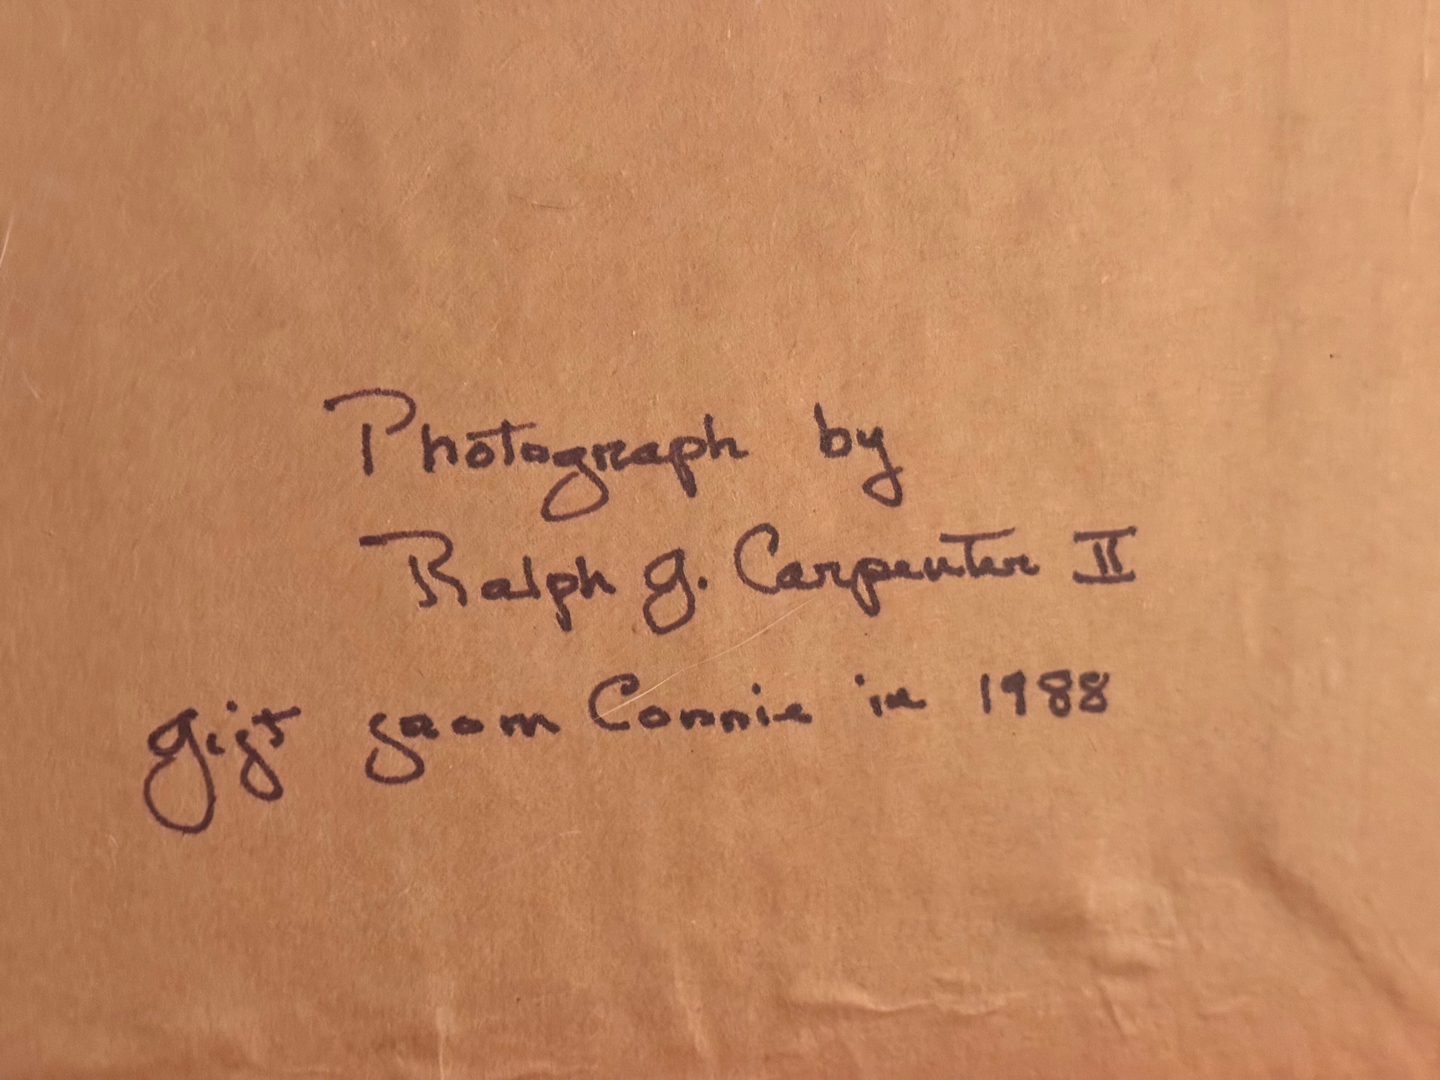 Photograph by
Ralph G. Carpenter II
gift from Connie in 1988